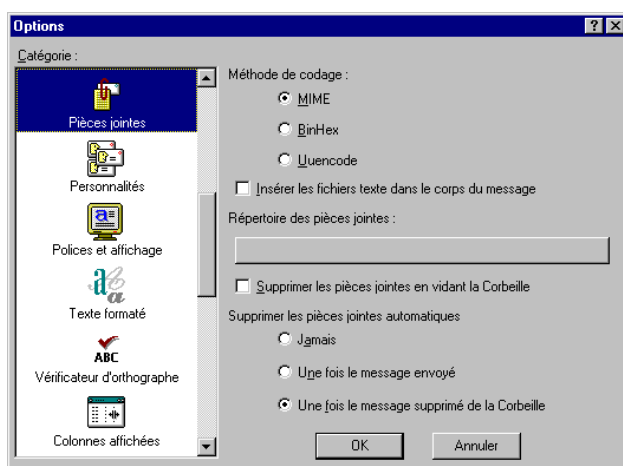 Options
Catégorie :
Pièces jointes
Personnalités
a
Polices et affichage
a a
Texte formaté
ABC
Vérificateur d'orthographe
Colonnes affichées
Méthode de codage :
MIME
BinHex
Uuencode
Insérer les fichiers texte dans le corps du message
Répertoire des pièces jointes :
Supprimer les pièces jointes en vidant la Corbeille
Supprimer les pièces jointes automatiques
Jamais
Une fois le message envoyé
Une fois le message supprimé de la Corbeille
OK
Annuler